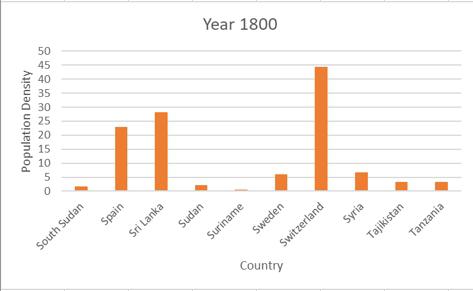 Year 1800
Population Density
50
45
40
35
30
25
20
15
10
5
0
South Sudan
Spain
Sri Lanka
Sudan
Suriname
Sweden
Switzerland
Syria
Tajikistan
Tanzania
Country